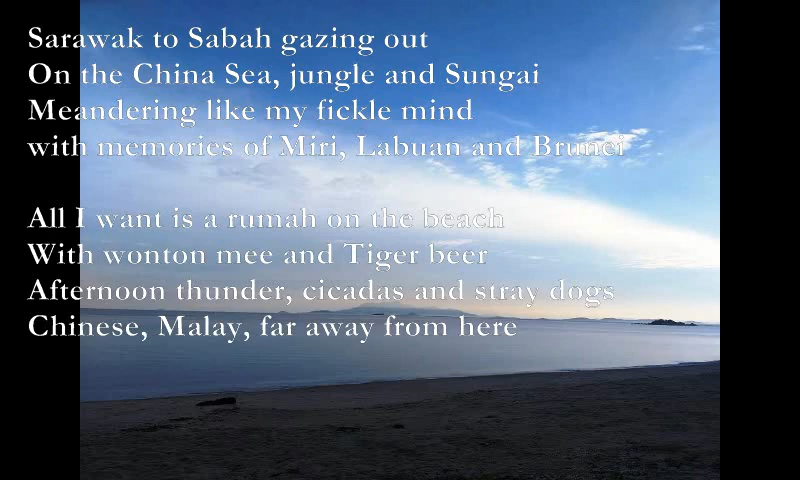 Sarawak to Sabah gazing out
On the China Sea, jungle and Sungai
Meandering like my fickle mind
with memories of Miri, Labuan and Brunei
All I want is a rumah on the beach
With wonton mee and Tiger beer
Afternoon thunder, cicadas and stray dogs
Chinese, Malay, far away from here